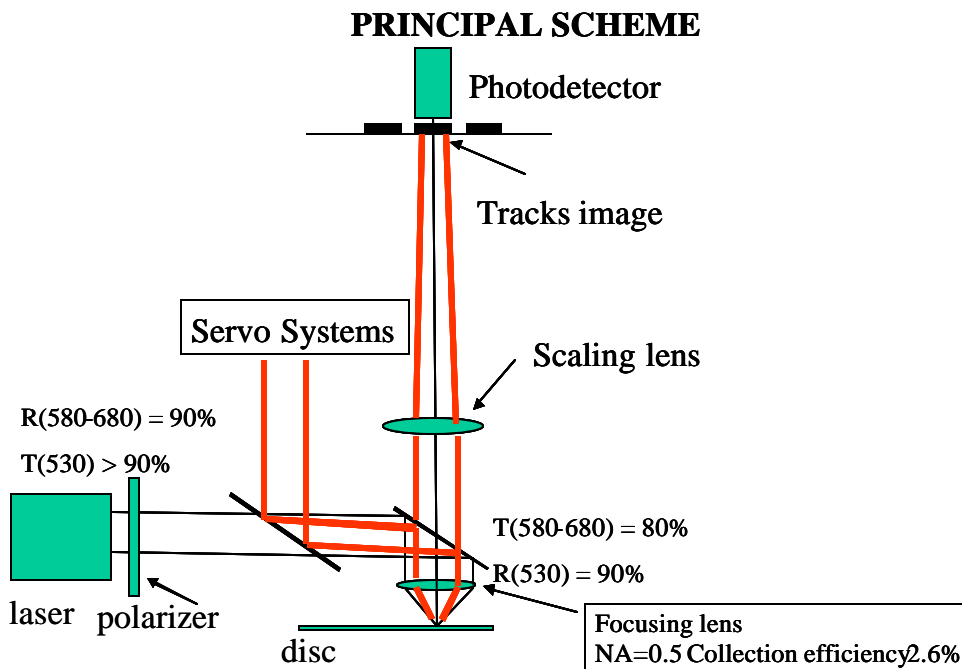 PRINCIPAL SCHEME
Photodetector
Tracks image
Servo Systems
Scaling lens
R(580-680) = 90%
T(530) > 90%
T(580-680) = 80%
R(530) = 90%
laser
polarizer
disc
Focusing lens
NA=0.5 Collection efficiency2.6%